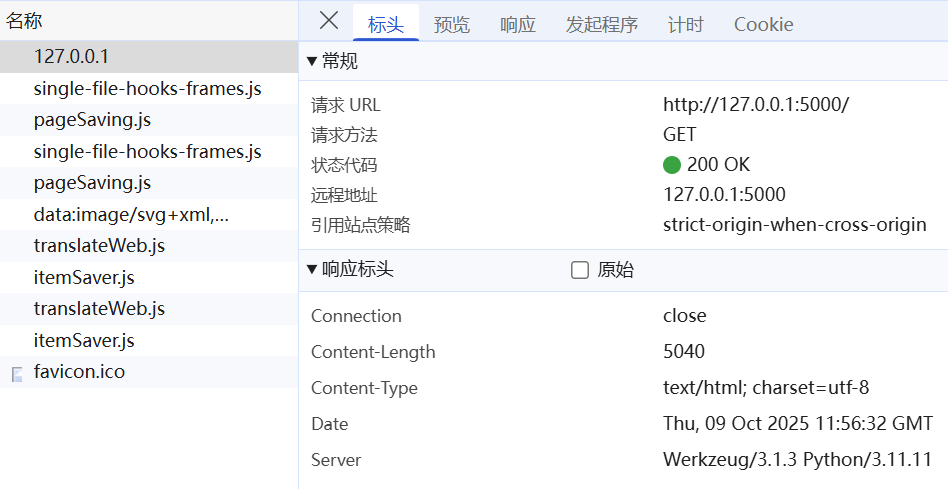 名称
127.0.0.1
single-file-hooks-frames.js
pageSaving.js
single-file-hooks-frames.js
pageSaving.js
data:image/svg+xml,...
translateWeb.js
itemSaver.js
translateWeb.js
itemSaver.js
favicon.ico
标头 预览 响应 发起程序 计时 Cookie
常规
请求 URL http://127.0.0.1:5000/
请求方法 GET
状态代码 200 OK
远程地址 127.0.0.1:5000
引用站点策略 strict-origin-when-cross-origin
响应标头 原始
Connection close
Content-Length 5040
Content-Type text/html; charset=utf-8
Date Thu, 09 Oct 2025 11:56:32 GMT
Server Werkzeug/3.1.3 Python/3.11.11